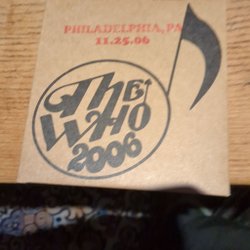 PHILADELPHIA, PA
11.25.06
THE
WHO
2006